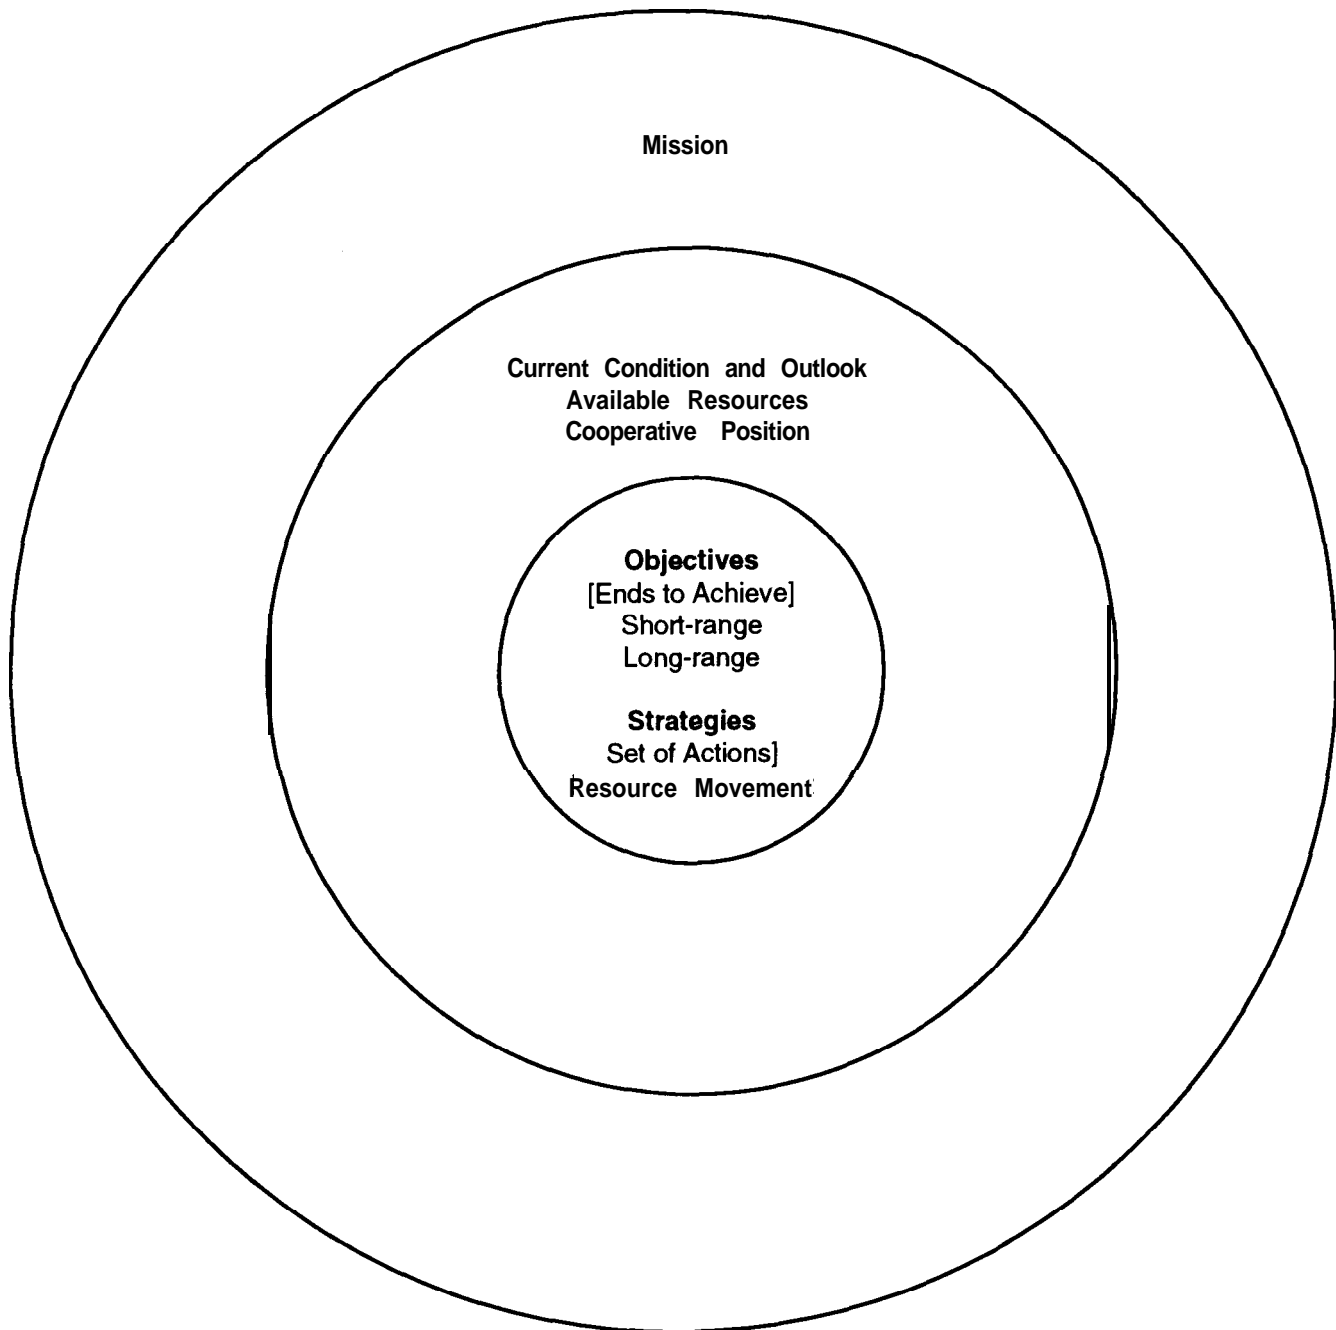 Mission
Current Condition and Outlook
Available Resources
Cooperative Position
Objectives
[Ends to Achieve]
Short-range
Long-range
Strategies
Set of Actions]
Resource Movement